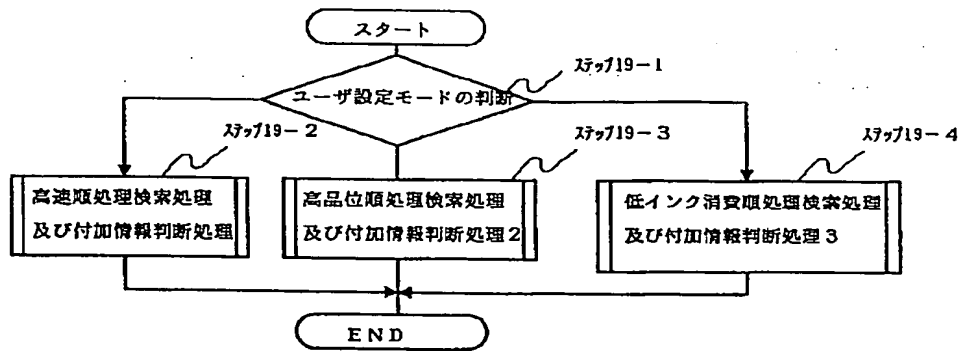 スタート
ステップ19-1
ユーザ設定モードの判断
ステップ19-2
ステップ19-3
ステップ19-4
高速順処理検索処理
及び付加情報判断処理
高品位順処理検索処理
及び付加情報判断処理2
低インク消費順処理検索処理
及び付加情報判断処理3
END